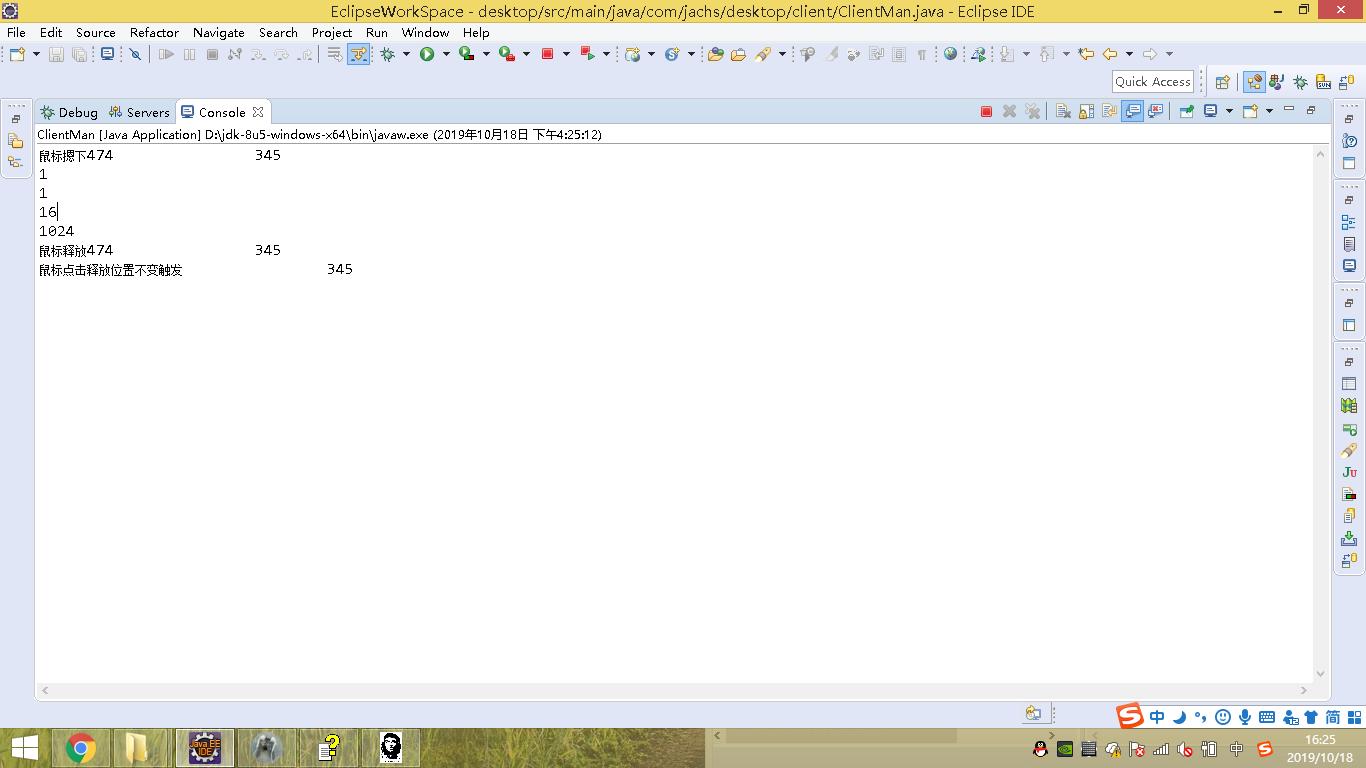 EclipseWorkSpace - desktop/src/main/java/com/jachs/desktop/client/ClientMan.java - Eclipse IDE
File Edit Source Refactor Navigate Search Project Run Window Help
Quick Access
Debug Servers Console
ClientMan [Java Application] D:\jdk-8u5-windows-x64\bin\javaw.exe (2019年10月18日 下午4:25:12)
鼠标摁下474 345
1
1
16
1024
鼠标释放474 345
鼠标点击释放位置不变触发 345
中 简
Java EE
IDE
中
16:25
2019/10/18